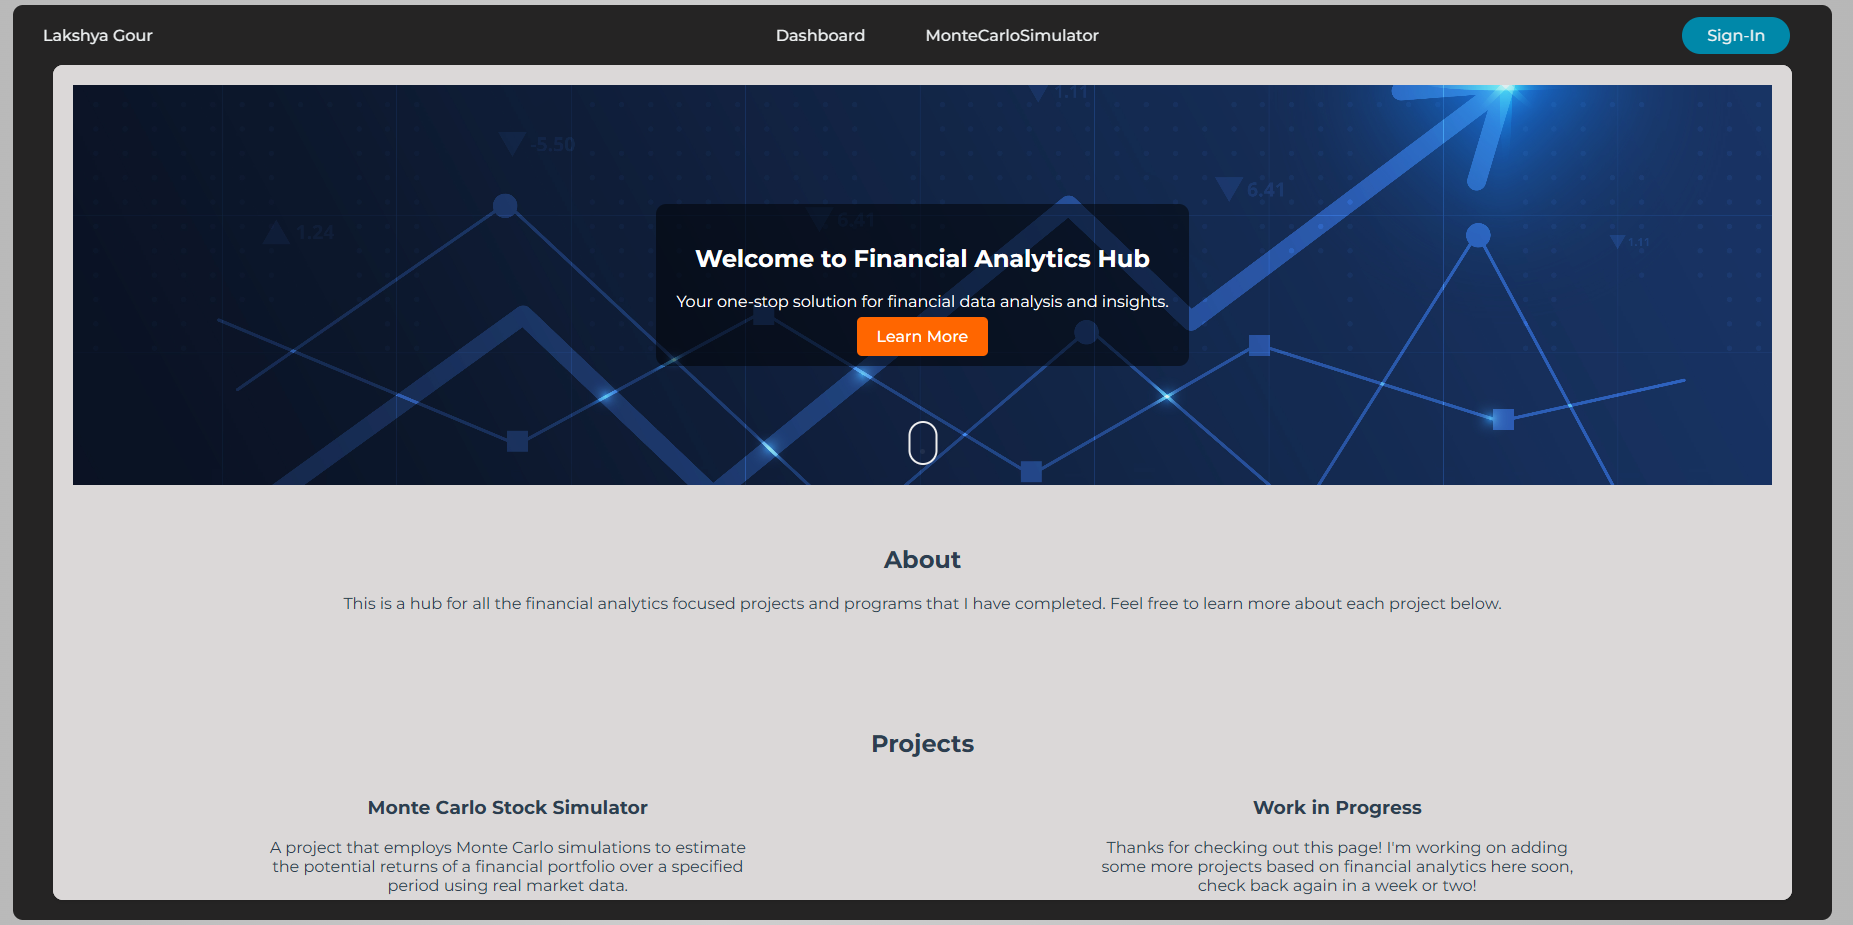 Lakshya Gour
Dashboard
MonteCarloSimulator
Sign-In
1.11
-5.50
6.41
6.41
1.24
1.11
Welcome to Financial Analytics Hub
Your one-stop solution for financial data analysis and insights.
Learn More
About
This is a hub for all the financial analytics focused projects and programs that I have completed. Feel free to learn more about each project below.
Projects
Monte Carlo Stock Simulator
A project that employs Monte Carlo simulations to estimate
the potential returns of a financial portfolio over a specified
period using real market data.
Work in Progress
Thanks for checking out this page! I'm working on adding
some more projects based on financial analytics here soon,
check back again in a week or two!